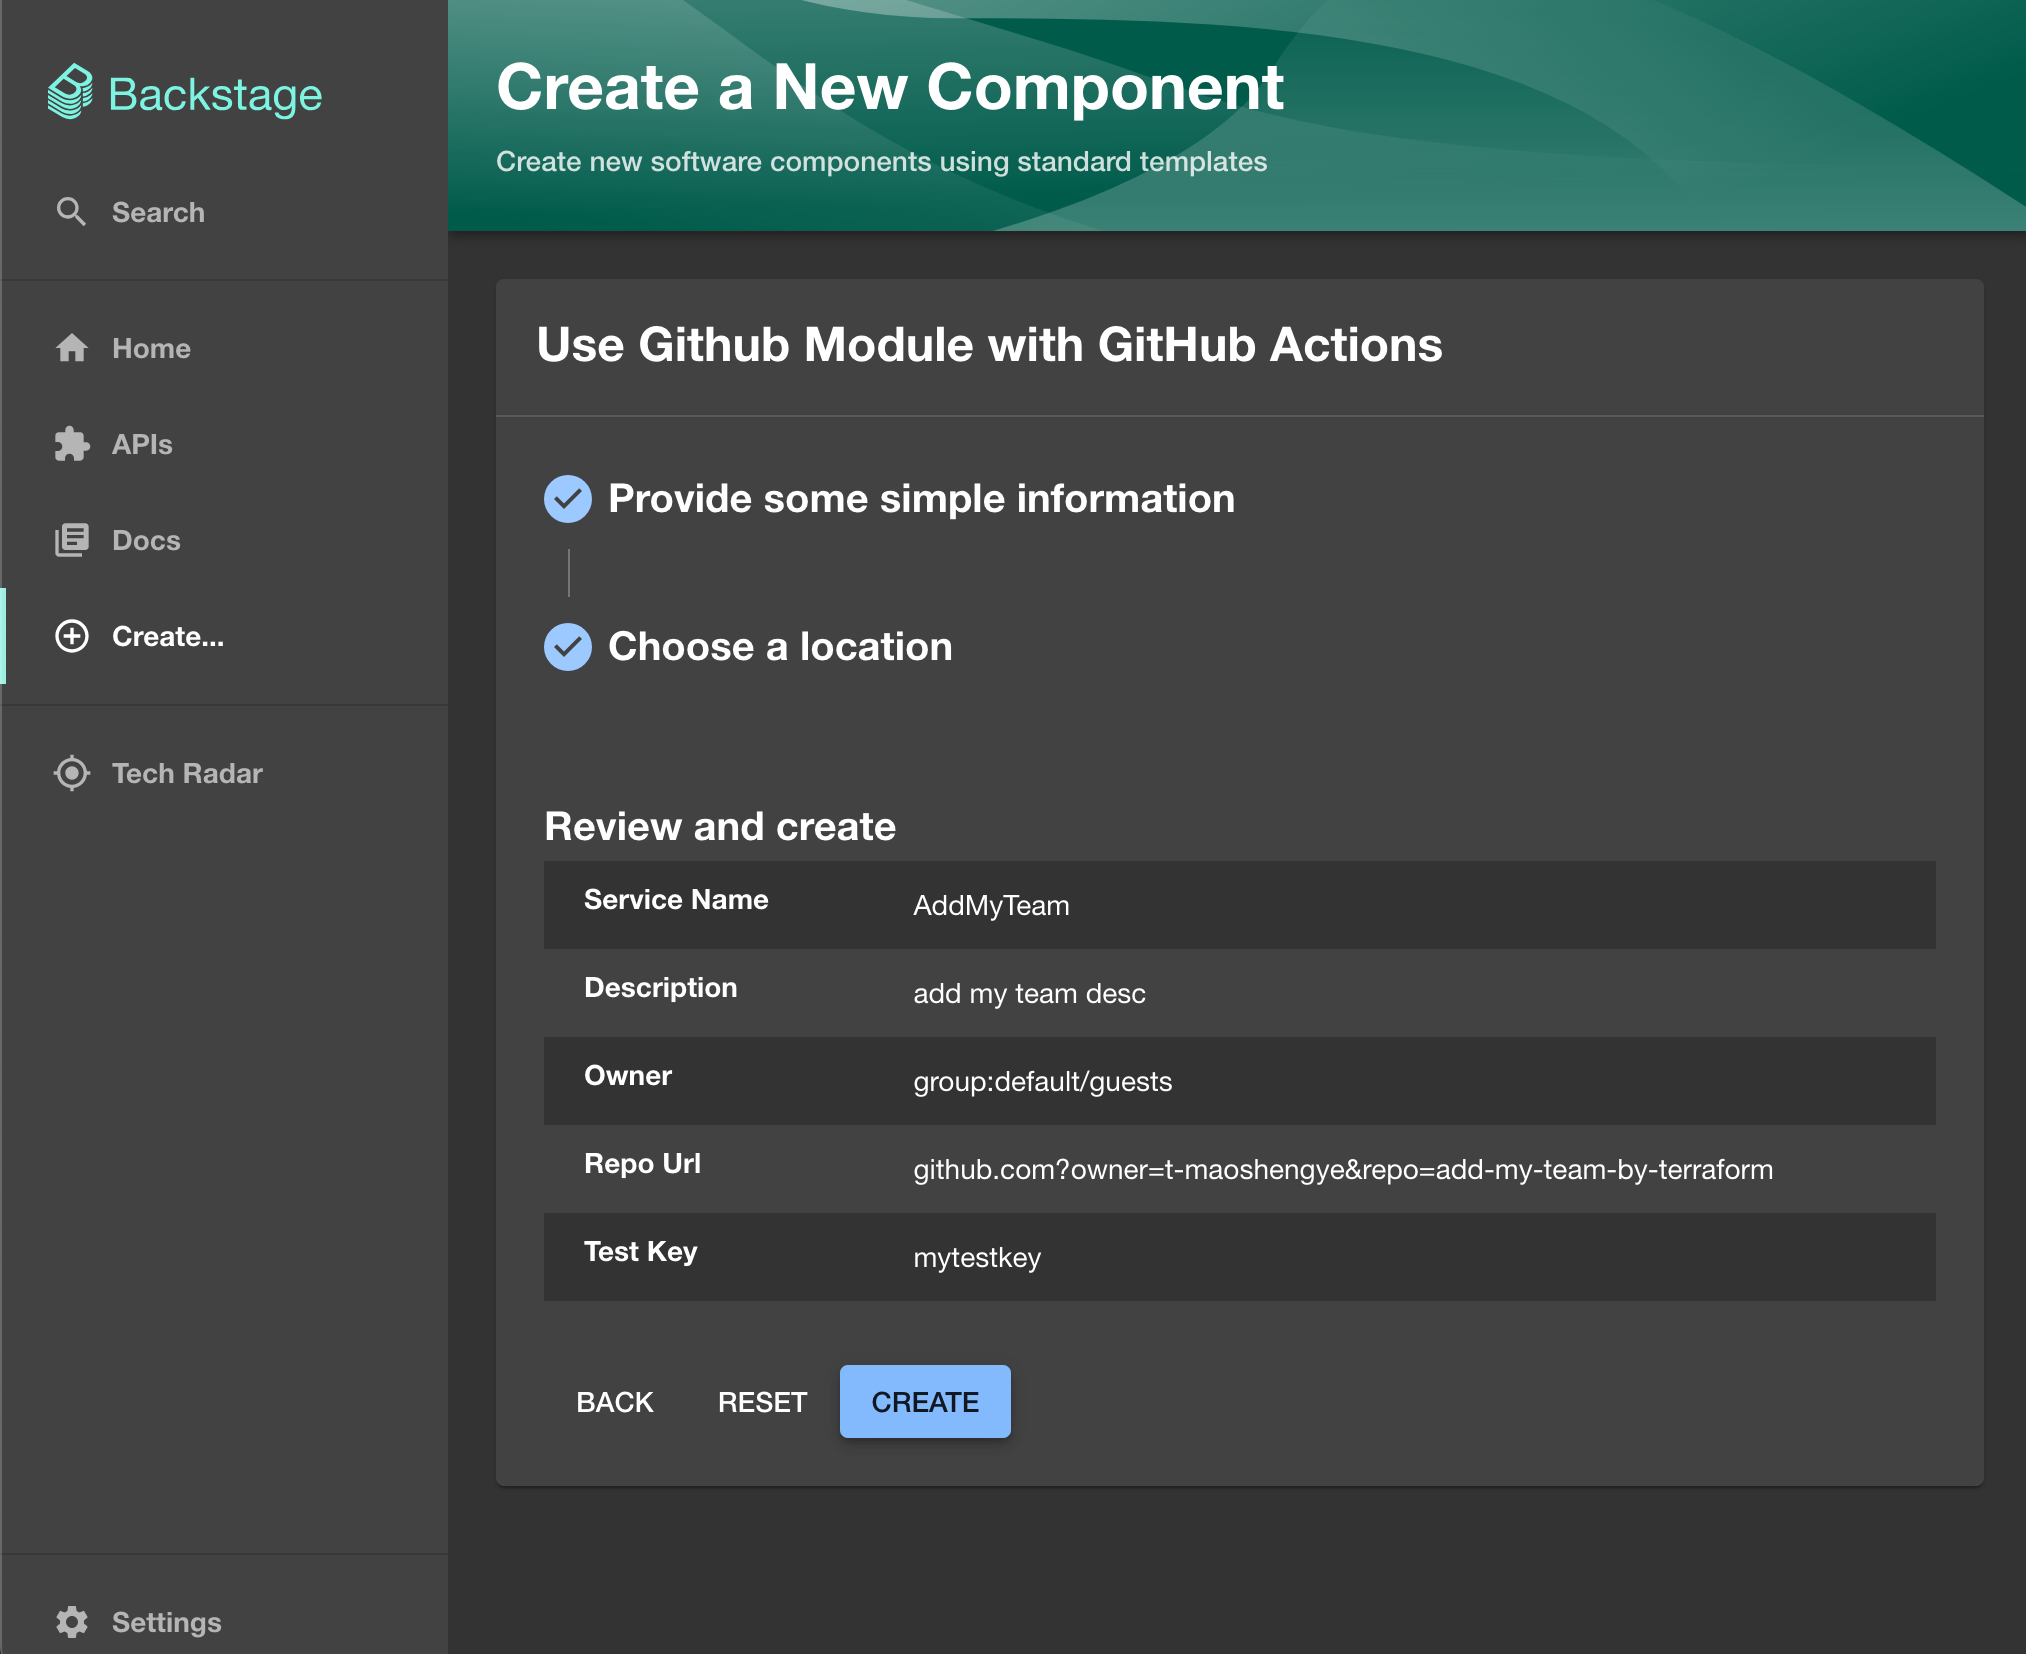 Backstage
Search
Home
APIs
Docs
Create...
Tech Radar
Settings
Create a New Component
Create new software components using standard templates
Use Github Module with GitHub Actions
Provide some simple information
Choose a location
Review and create
Service Name AddMyTeam
Description add my team desc
Owner group:default/guests
Repo Url github.com?owner=t-maoshengye&repo=add-my-team-by-terraform
Test Key mytestkey
BACK RESET CREATE